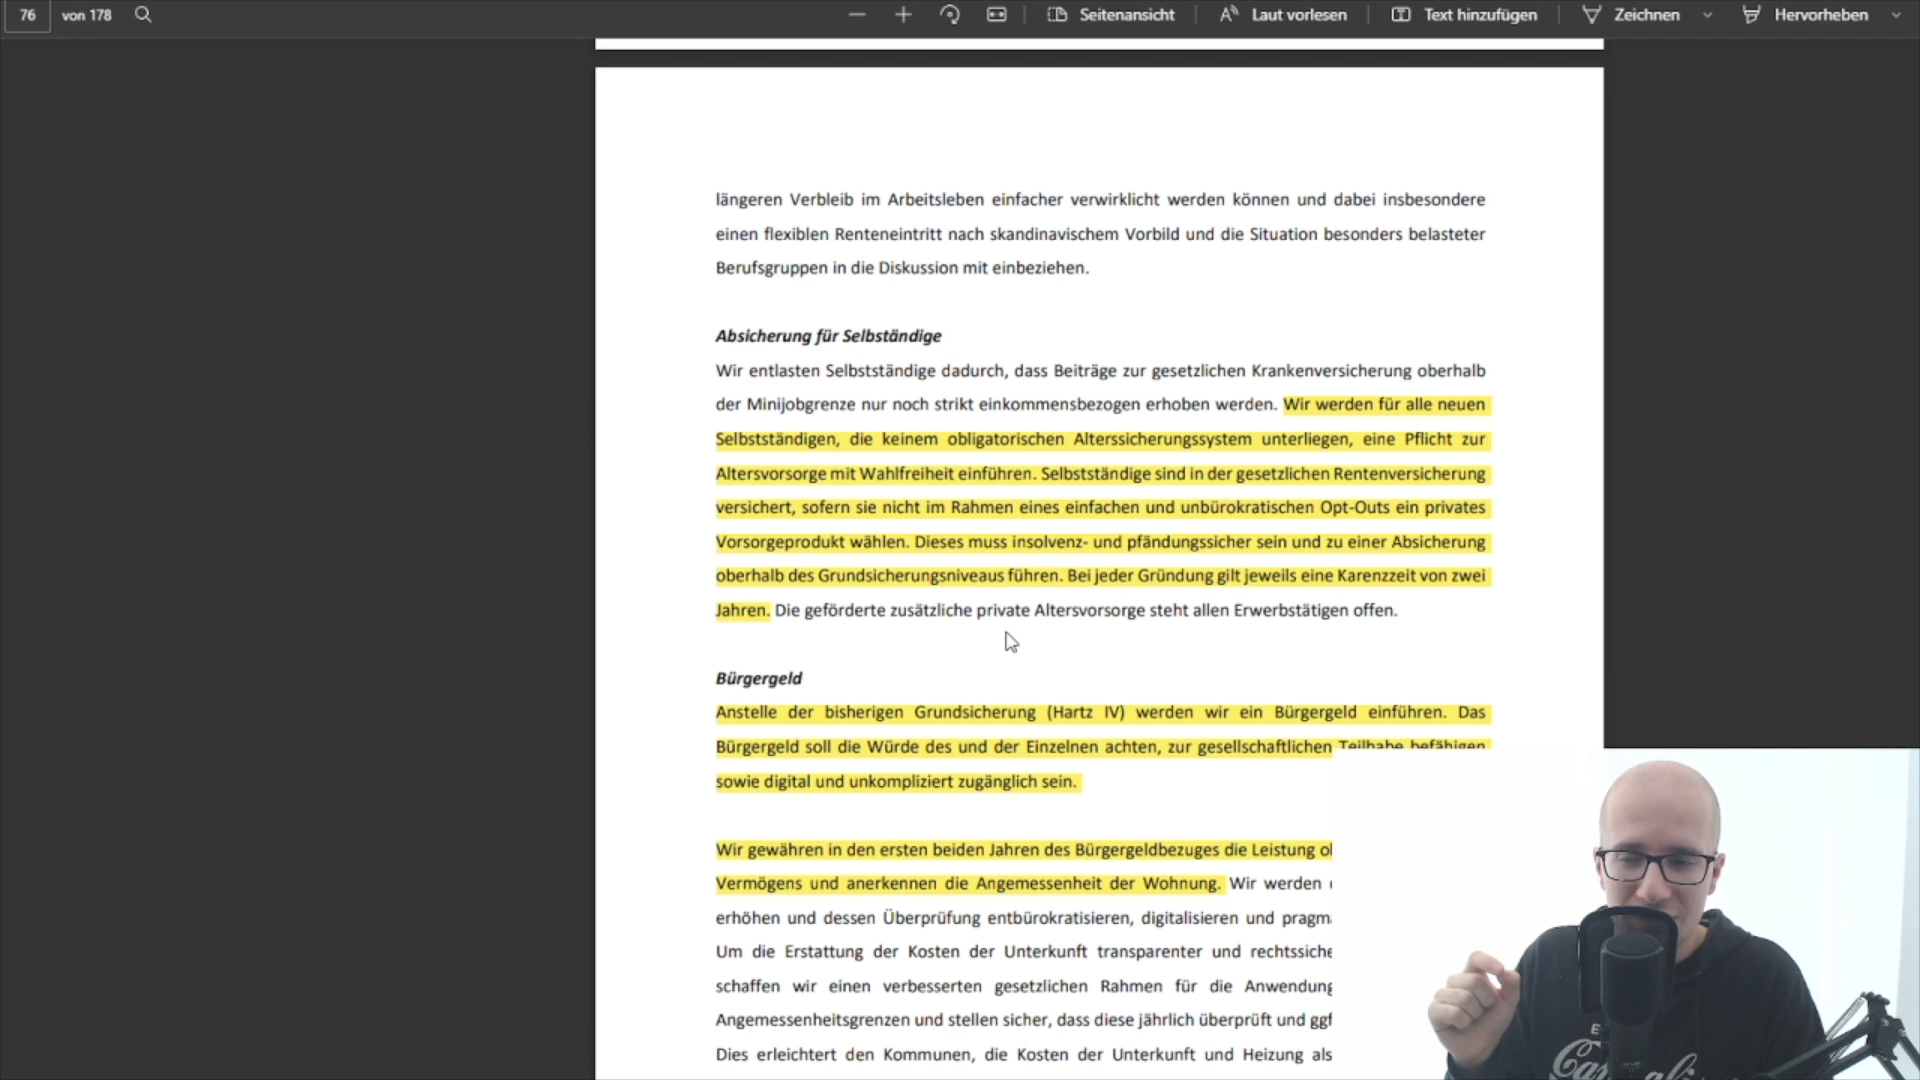 76 von 178 Seitenansicht Laut vorlesen Text hinzufügen Zeichnen Hervorheben
längeren Verbleib im Arbeitsleben einfacher verwirklicht werden können und dabei insbesondere
einen flexiblen Renteneintritt nach skandinavischem Vorbild und die Situation besonders belasteter
Berufsgruppen in die Diskussion mit einbeziehen.
Absicherung für Selbständige
Wir entlasten Selbstständige dadurch, dass Beiträge zur gesetzlichen Krankenversicherung oberhalb
der Minijobgrenze nur noch strikt einkommensbezogen erhoben werden. Wir werden für alle neuen
Selbstständigen, die keinem obligatorischen Alterssicherungssystem unterliegen, eine Pflicht zur
Altersvorsorge mit Wahlfreiheit einführen. Selbstständige sind in der gesetzlichen Rentenversicherung
versichert, sofern sie nicht im Rahmen eines einfachen und unbürokratischen Opt-Outs ein privates
Vorsorgeprodukt wählen. Dieses muss insolvenz- und pfändungssicher sein und zu einer Absicherung
oberhalb des Grundsicherungsniveaus führen. Bei jeder Gründung gilt jeweils eine Karenzzeit von zwei
Jahren. Die geförderte zusätzliche private Altersvorsorge steht allen Erwerbstätigen offen.
Bürgergeld
Anstelle der bisherigen Grundsicherung (Hartz IV) werden wir ein Bürgergeld einführen. Das
Bürgergeld soll die Würde des und der Einzelnen achten, zur gesellschaftlichen Teilhabe befähigen
sowie digital und unkompliziert zugänglich sein.
Wir gewähren in den ersten beiden Jahren des Bürgergeldbezuges die Leistung
Vermögens und anerkennen die Angemessenheit der Wohnung. Wir werden
erhöhen und dessen Überprüfung entbürokratisieren, digitalisieren und
Um die Erstattung der Kosten der Unterkunft transparenter und
schaffen wir einen verbesserten gesetzlichen Rahmen für die Anwendung
Angemessenheitsgrenzen und stellen sicher, dass diese jährlich überprüft und
Dies erleichtert den Kommunen, die Kosten der Unterkunft und Heizung als